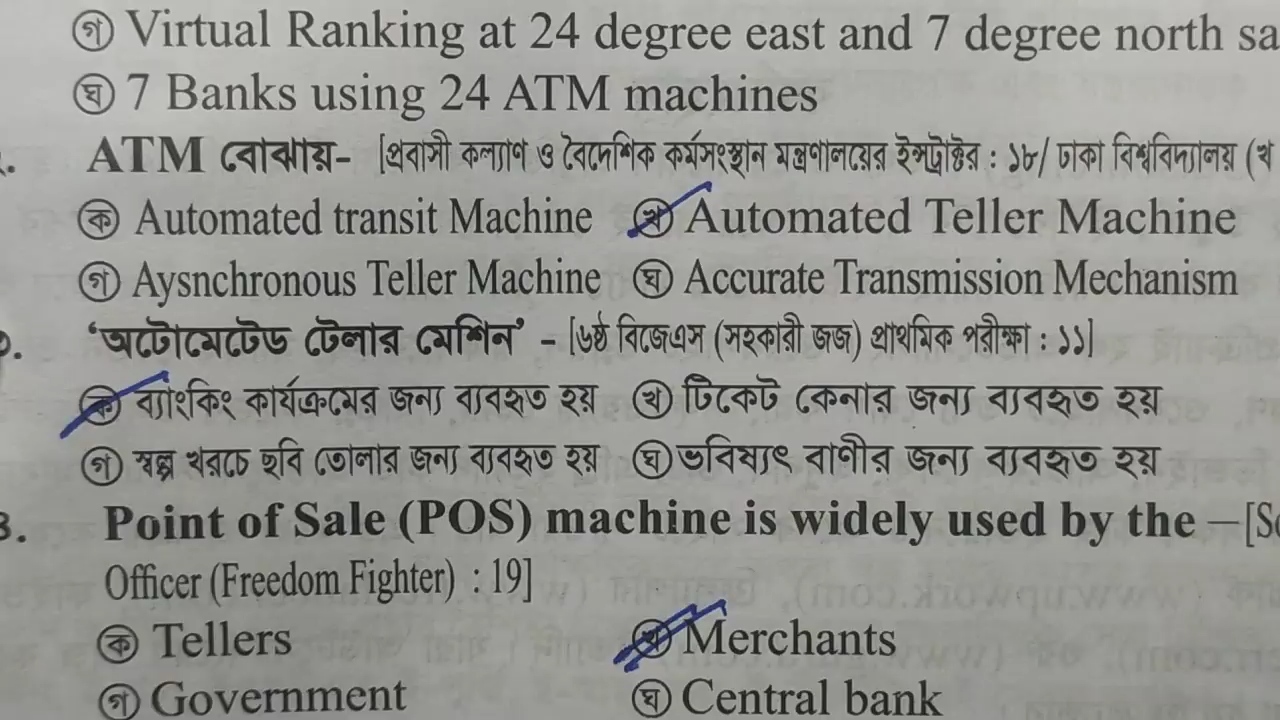 গ Virtual Ranking at 24 degree east and 7 degree north sa
ঘ 7 Banks using 24 ATM machines
ATM বোঝায়- [প্রবাসী কল্যাণ ও বৈদেশিক কর্মসংস্থান মন্ত্রণালয়ের ইন্সট্রাক্টর : ১৮/ ঢাকা বিশ্ববিদ্যালয় (খ
ক Automated transit Machine খ Automated Teller Machine
গ Aysnchronous Teller Machine ঘ Accurate Transmission Mechanism
‘অটোমেটেড টেলার মেশিন’ - [৬ষ্ঠ বিজেএস (সহকারী জজ) প্রাথমিক পরীক্ষা : ১১]
ক ব্যাংকিং কার্যক্রমের জন্য ব্যবহৃত হয় খ টিকেট কেনার জন্য ব্যবহৃত হয়
গ স্বল্প খরচে ছবি তোলার জন্য ব্যবহৃত হয় ঘ ভবিষ্যৎ বাণীর জন্য ব্যবহৃত হয়
Point of Sale (POS) machine is widely used by the –[S
Officer (Freedom Fighter) : 19]
ক Tellers খ Merchants
গ Government ঘ Central bank